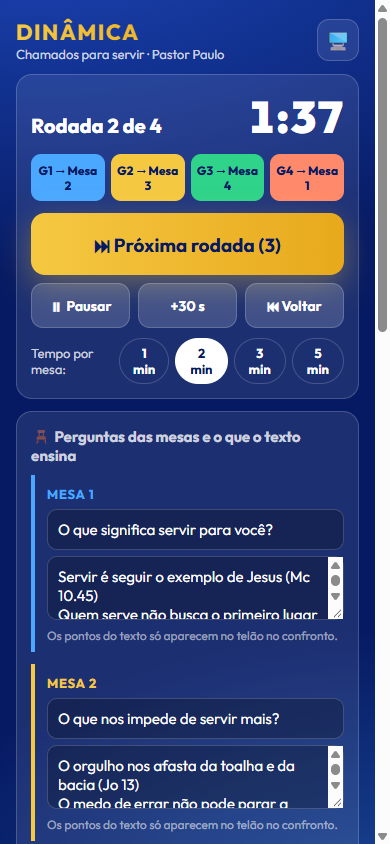 DINÂMICA
Chamados para servir · Pastor Paulo
Rodada 2 de 4
1:37
G1 → Mesa
2
G2 → Mesa
3
G3 → Mesa
4
G4 → Mesa
1
⏭ Próxima rodada (3)
⏸ Pausar
+30 s
⏮ Voltar
Tempo por
mesa:
1
min
2
min
3
min
5
min
🪑 Perguntas das mesas e o que o texto
ensina
MESA 1
O que significa servir para você?
Servir é seguir o exemplo de Jesus (Mc
10.45)
Quem serve não busca o primeiro lugar
Os pontos do texto só aparecem no telão no confronto.
MESA 2
O que nos impede de servir mais?
O orgulho nos afasta da toalha e da
bacia (Jo 13)
O medo de errar não pode parar a
Os pontos do texto só aparecem no telão no confronto.